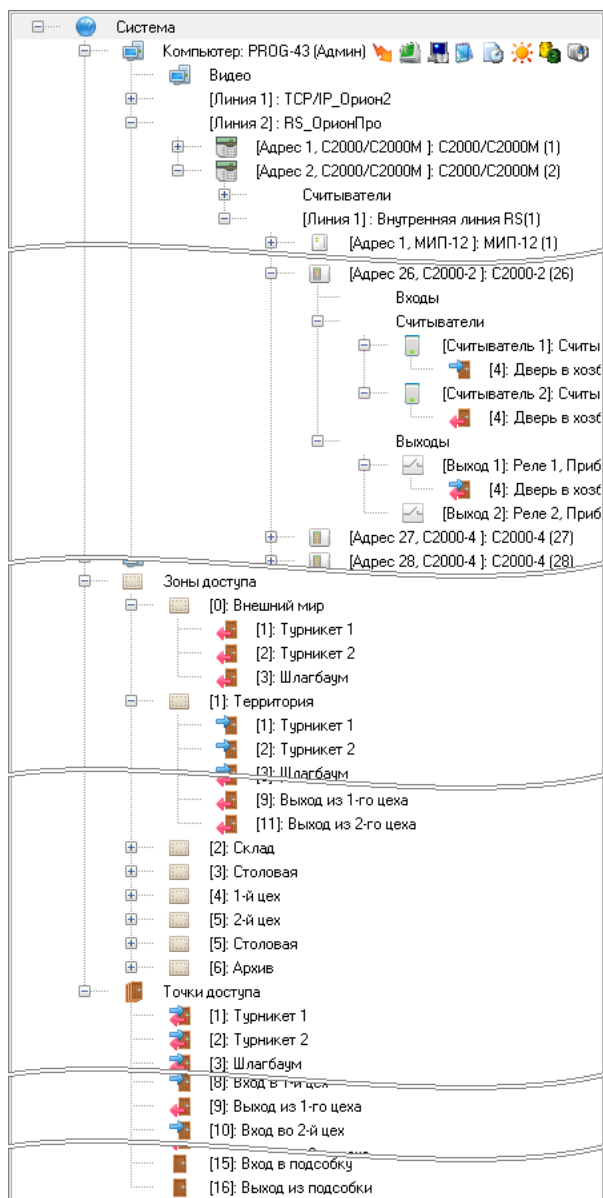 Система
Компьютер: PROG-43 (Админ)
Видео
[Линия 1] : TCP/IP_Орион2
[Линия 2] : RS_ОрионПро
[Адрес 1, С2000/С2000М ]: С2000/С2000М (1)
[Адрес 2, С2000/С2000М ]: С2000/С2000М (2)
Считыватели
[Линия 1] : Внутренняя линия RS(1)
[Адрес 1, МИП-12 ]: МИП-12 (1)
[Адрес 26, С2000-2 ]: С2000-2 (26)
Входы
Считыватели
[Считыватель 1]: Считы
[4]: Дверь в хозб
[Считыватель 2]: Считы
[4]: Дверь в хозб
Выходы
[Выход 1]: Реле 1, Приб
[4]: Дверь в хозб
[Выход 2]: Реле 2, Приб
[Адрес 27, С2000-4 ]: С2000-4 (27)
[Адрес 28, С2000-4 ]: С2000-4 (28)
Зоны доступа
[0]: Внешний мир
[1]: Турникет 1
[2]: Турникет 2
[3]: Шлагбаум
[1]: Территория
[1]: Турникет 1
[2]: Турникет 2
[3]: Шлагбаум
[9]: Выход из 1-го цеха
[11]: Выход из 2-го цеха
[2]: Склад
[3]: Столовая
[4]: 1-й цех
[5]: 2-й цех
[5]: Столовая
[6]: Архив
Точки доступа
[1]: Турникет 1
[2]: Турникет 2
[3]: Шлагбаум
[8]: Вход в 1-й цех
[9]: Выход из 1-го цеха
[10]: Вход во 2-й цех
[15]: Вход в подсобку
[16]: Выход из подсобки